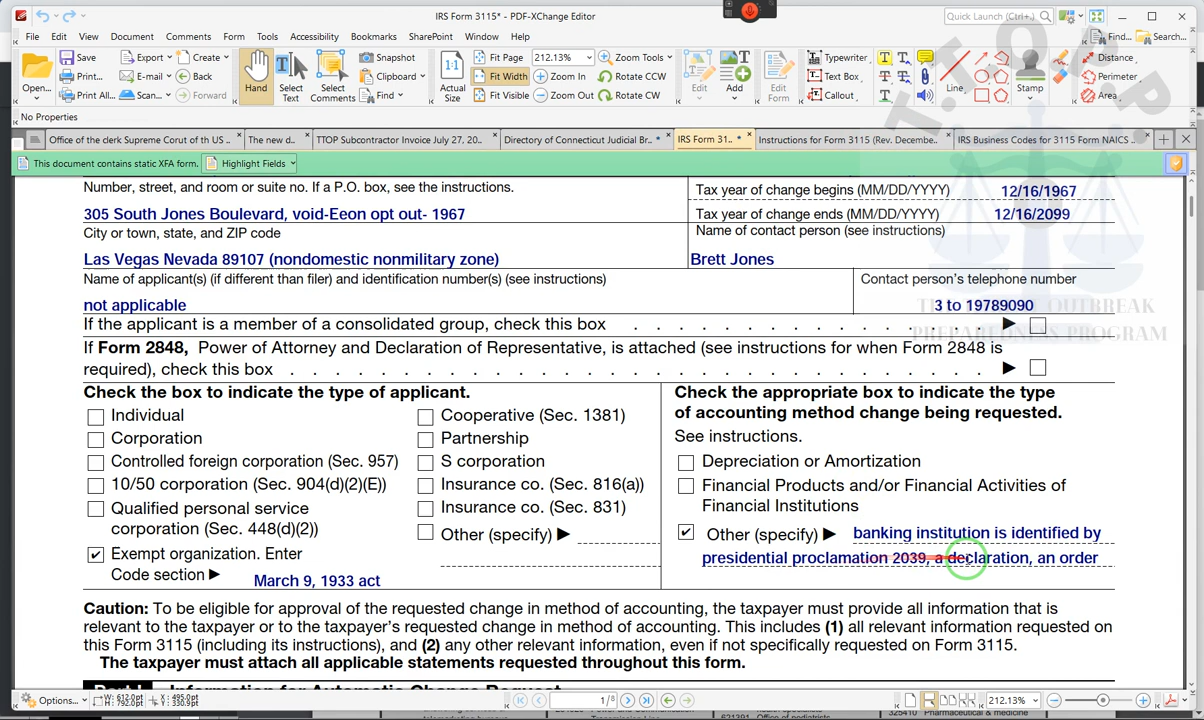 IRS Form 3115* - PDF-XChange Editor
Quick Launch (Ctrl+.)
File Edit View Document Comments Form Tools Accessibility Bookmarks SharePoint Window Help
Find... Search...
Open... Save Print... Print All... Export E-mail Scan... Create Back Forward Hand Select Text Select Comments Snapshot Clipboard Find Actual Size Fit Page Fit Width Fit Visible 212.13% Zoom In Zoom Out Zoom Tools Rotate CCW Rotate CW Edit Add Edit Form Typewriter Text Box Callout Line Stamp Distance Perimeter Area
No Properties
Office of the clerk Supreme Corut of th US ... The new d... TTOP Subcontractor Invoice July 27, 20... Directory of Connecticut Judicial Br... * IRS Form 31... * Instructions for Form 3115 (Rev. Decembe... IRS Business Codes for 3115 Form NAICS ...
This document contains static XFA form. Highlight Fields
T.T.O.P.
Number, street, and room or suite no. If a P.O. box, see the instructions.
305 South Jones Boulevard, void-Eeon opt out- 1967
Tax year of change begins (MM/DD/YYYY) 12/16/1967
Tax year of change ends (MM/DD/YYYY) 12/16/2099
City or town, state, and ZIP code
Las Vegas Nevada 89107 (nondomestic nonmilitary zone)
Name of contact person (see instructions)
Brett Jones
Name of applicant(s) (if different than filer) and identification number(s) (see instructions)
not applicable
Contact person's telephone number
3 to 19789090
OUTBREAK
PREPAREDNESS PROGRAM
If the applicant is a member of a consolidated group, check this box
If Form 2848, Power of Attorney and Declaration of Representative, is attached (see instructions for when Form 2848 is
required), check this box
Check the box to indicate the type of applicant.
Individual
Corporation
Controlled foreign corporation (Sec. 957)
10/50 corporation (Sec. 904(d)(2)(E))
Qualified personal service
corporation (Sec. 448(d)(2))
Exempt organization. Enter
Code section ▶ March 9, 1933 act
Cooperative (Sec. 1381)
Partnership
S corporation
Insurance co. (Sec. 816(a))
Insurance co. (Sec. 831)
Other (specify) ▶
Check the appropriate box to indicate the type
of accounting method change being requested.
See instructions.
Depreciation or Amortization
Financial Products and/or Financial Activities of
Financial Institutions
Other (specify) ▶ banking institution is identified by
presidential proclamation 2039, a declaration, an order
Caution: To be eligible for approval of the requested change in method of accounting, the taxpayer must provide all information that is
relevant to the taxpayer or to the taxpayer's requested change in method of accounting. This includes (1) all relevant information requested on
this Form 3115 (including its instructions), and (2) any other relevant information, even if not specifically requested on Form 3115.
The taxpayer must attach all applicable statements requested throughout this form.
Part I Information for Automatic Change Request
Options... W: 612.0pt H: 792.0pt X: 495.0pt Y: 330.9pt 1/8 212.13%